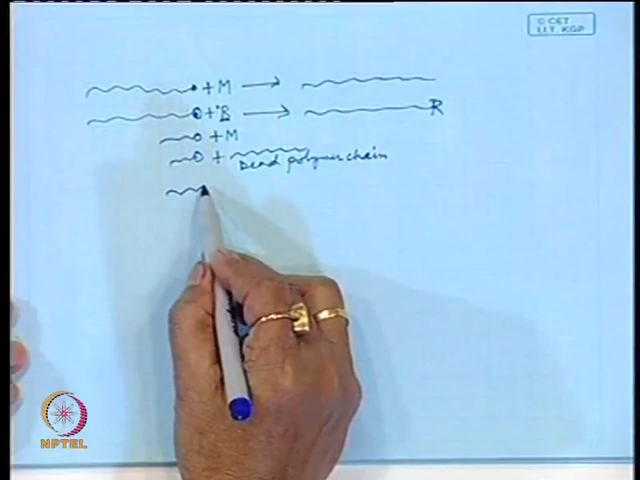 © CET
I.I.T. KGP
+ M →
+ R → R
+ M
+
Dead polymer chain
NPTEL